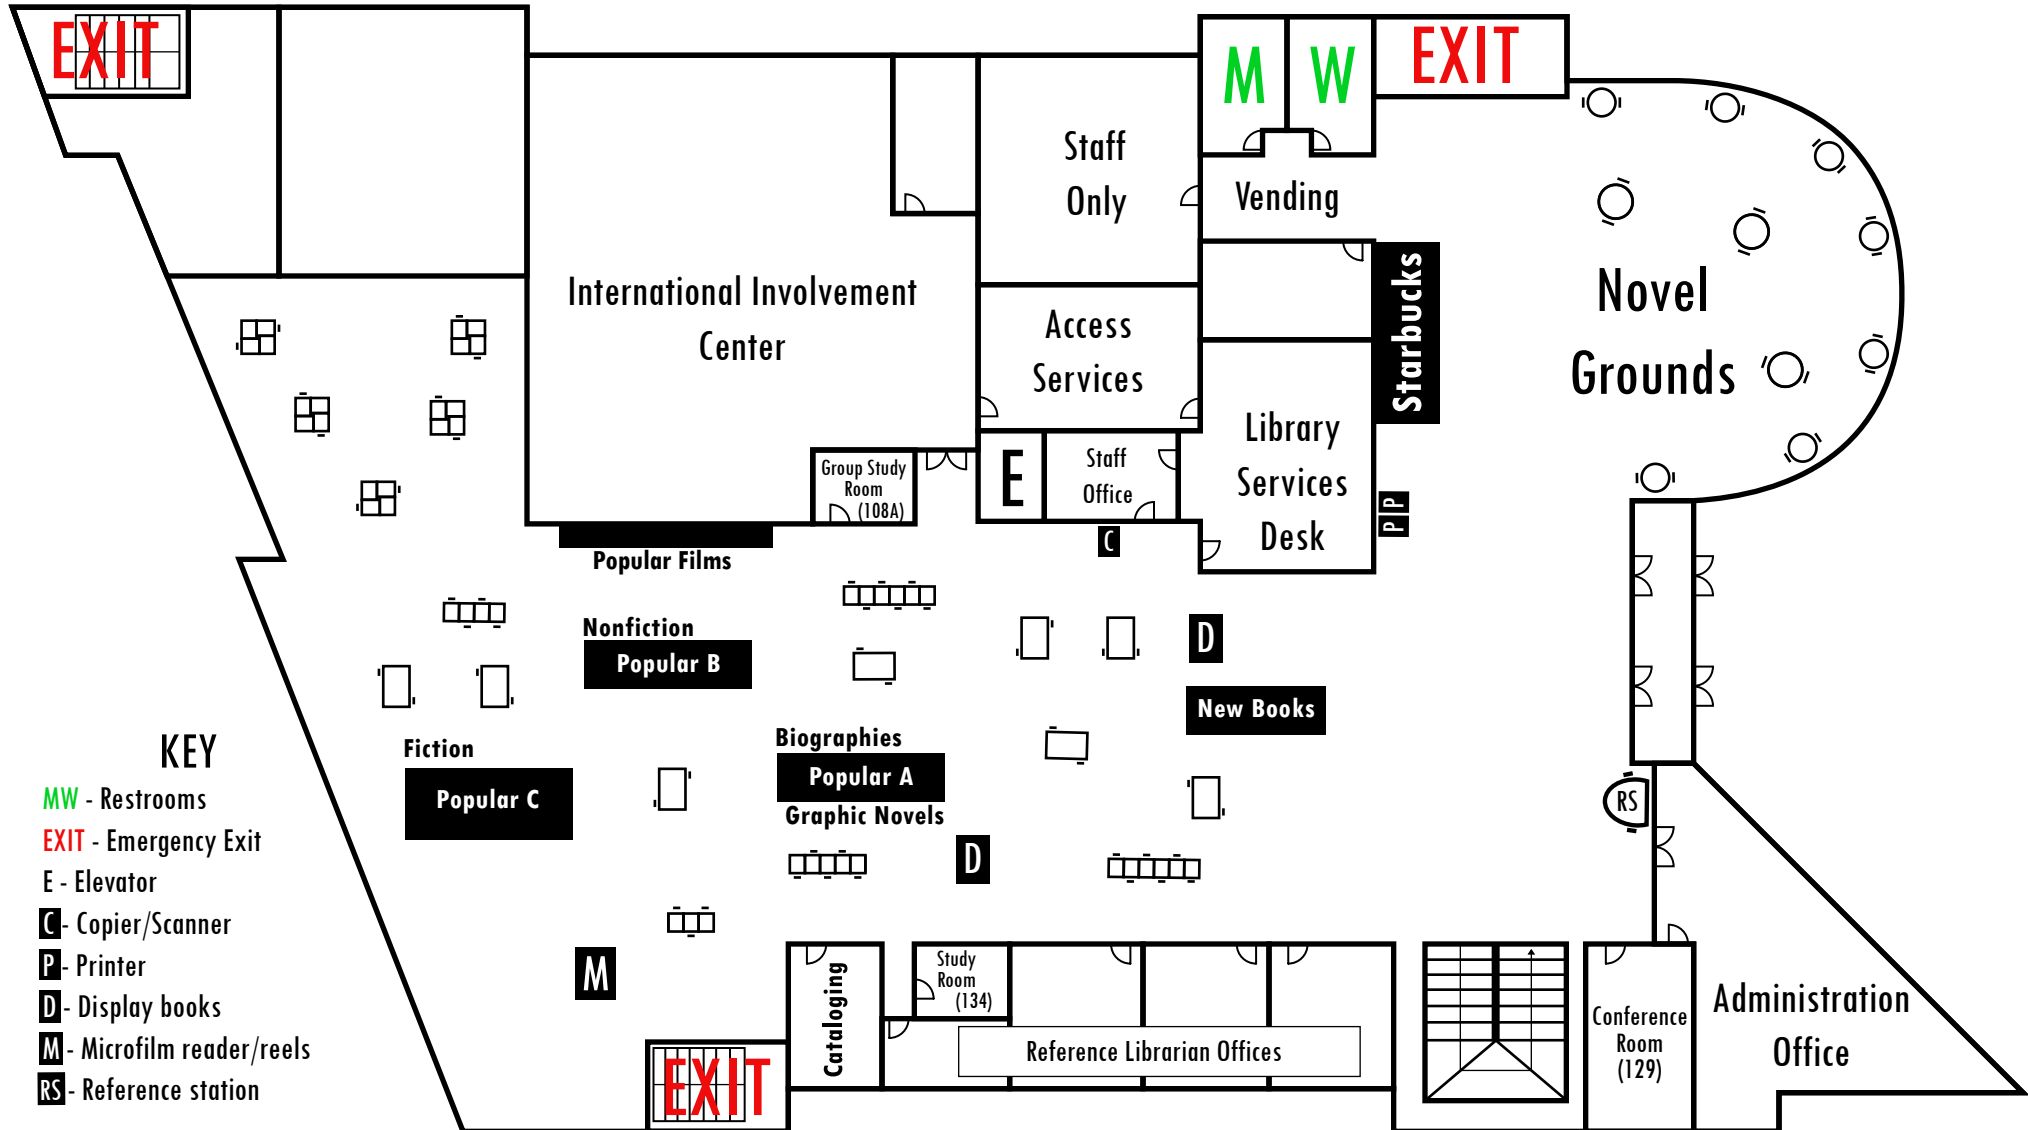 EXIT
M
W
EXIT
Staff
Only
Vending
International Involvement
Center
Access
Services
Starbucks
Novel
Grounds
Library
Services
Desk
Group Study
Room
(108A)
E
Staff
Office
P P
P P
C
Popular Films
Nonfiction
Popular B
D
New Books
Biographies
Popular A
Graphic Novels
Fiction
Popular C
D
RS
M
Cataloging
Study
Room
(134)
Reference Librarian Offices
Conference
Room
(129)
Administration
Office
EXIT
KEY
MW - Restrooms
EXIT - Emergency Exit
E - Elevator
C - Copier/Scanner
P - Printer
D - Display books
M - Microfilm reader/reels
RS - Reference station